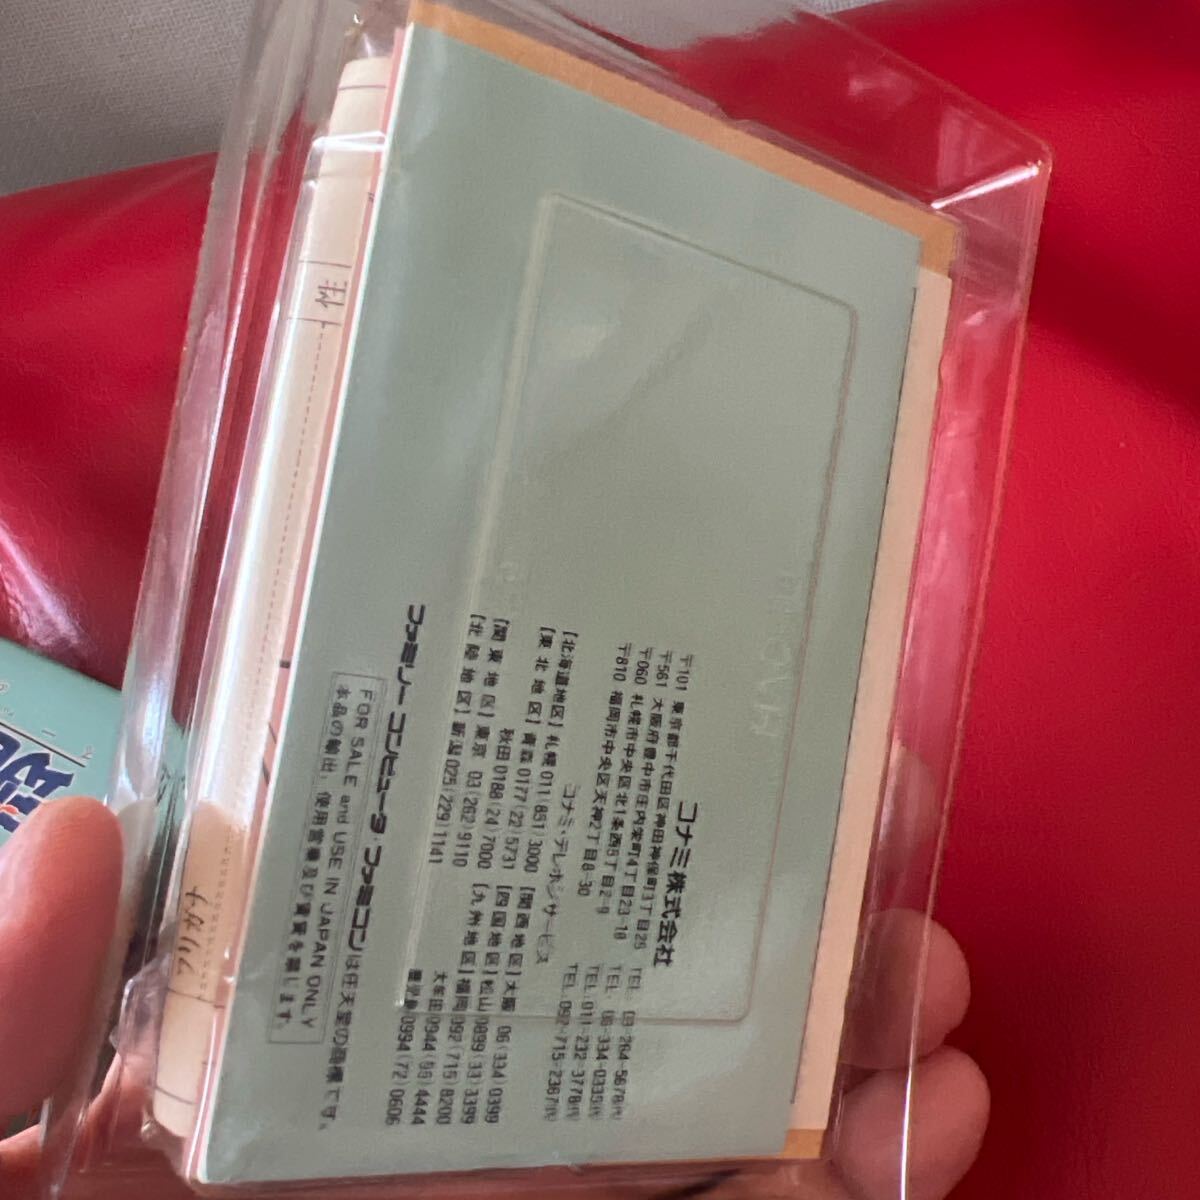 コナミ株式会社
〒101 東京都千代田区神田神保町3丁目25 TEL. 03-264-5678(代)
〒561 大阪府豊中市庄内栄町4丁目23-18 TEL. 06-334-0335(代)
〒060 札幌市中央区北1条西5丁目2-9 TEL. 011-232-3778(代)
〒810 福岡市中央区天神2丁目8-30 TEL. 092-715-2367(代)
コナミ・テレホンサービス
【北海道地区】札幌 011(851)3000 【関西地区】大阪 06(334)0399
【東北地区】青森 0177(22)5731 【四国地区】松山 0899(33)3399
秋田 0188(24)7000 【九州地区】福岡 092(715)8200
【関東地区】東京 03(262)9110 大牟田 0944(55)4444
【北陸地区】新潟 025(229)1141 鹿児島 0994(72)0606
ファミリーコンピュータ・ファミコンは任天堂の商標です。
FOR SALE and USE IN JAPAN ONLY
本品の輸出、使用営業及び賃貸を禁じます。